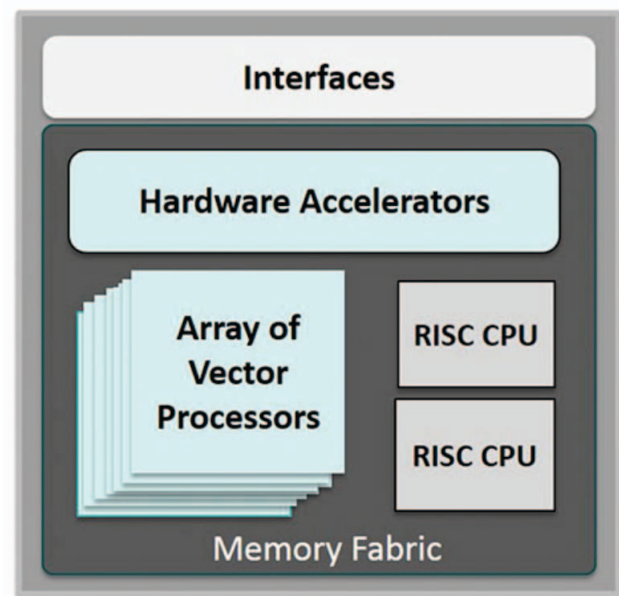 Interfaces
Hardware Accelerators
Array of
Vector
Processors
RISC CPU
RISC CPU
Memory Fabric